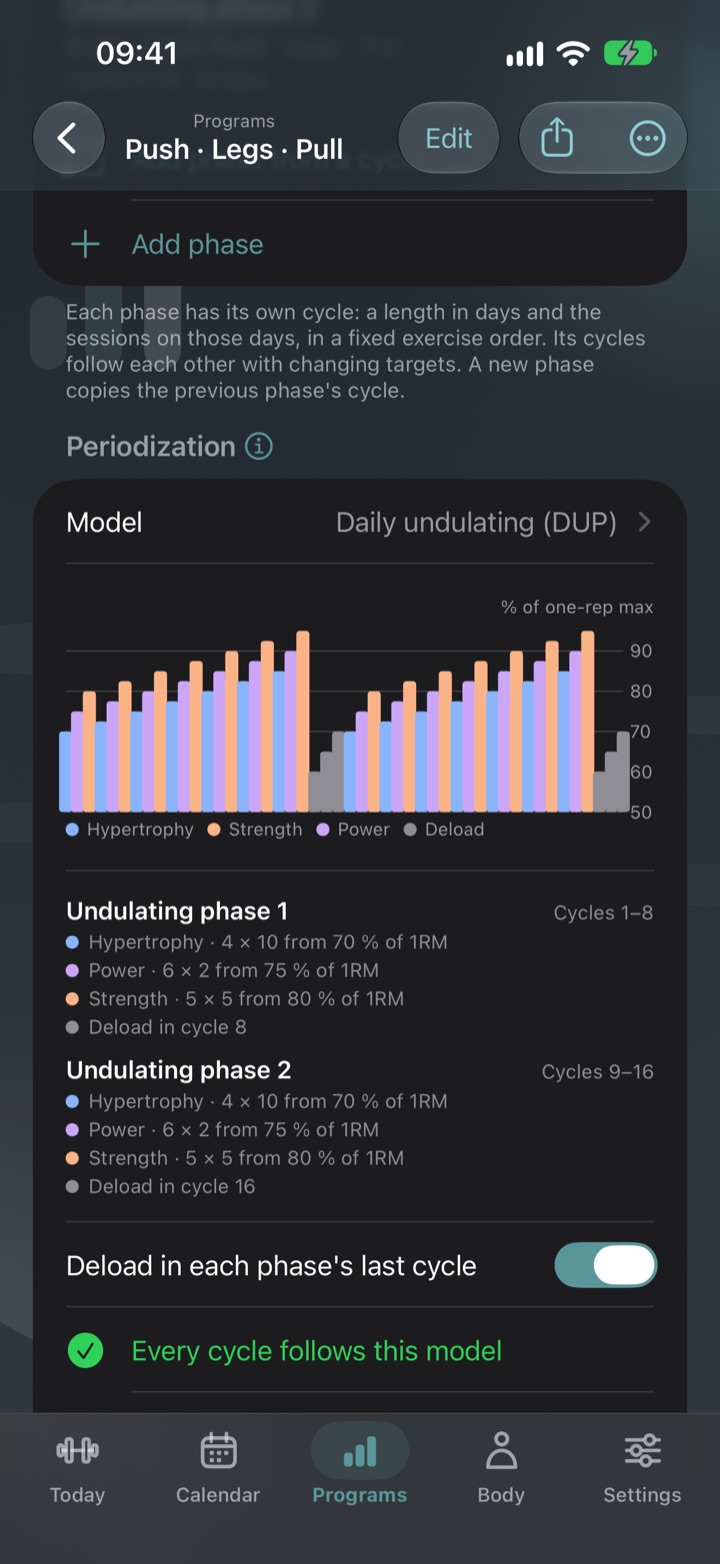 09:41
Programs
Push · Legs · Pull
Edit
Add phase
Each phase has its own cycle: a length in days and the
sessions on those days, in a fixed exercise order. Its cycles
follow each other with changing targets. A new phase
copies the previous phase's cycle.
Periodization
Model
Daily undulating (DUP)
% of one-rep max
90
80
70
60
50
Hypertrophy
Strength
Power
Deload
Undulating phase 1
Cycles 1–8
Hypertrophy · 4 × 10 from 70 % of 1RM
Power · 6 × 2 from 75 % of 1RM
Strength · 5 × 5 from 80 % of 1RM
Deload in cycle 8
Undulating phase 2
Cycles 9–16
Hypertrophy · 4 × 10 from 70 % of 1RM
Power · 6 × 2 from 75 % of 1RM
Strength · 5 × 5 from 80 % of 1RM
Deload in cycle 16
Deload in each phase's last cycle
Every cycle follows this model
Today
Calendar
Programs
Body
Settings